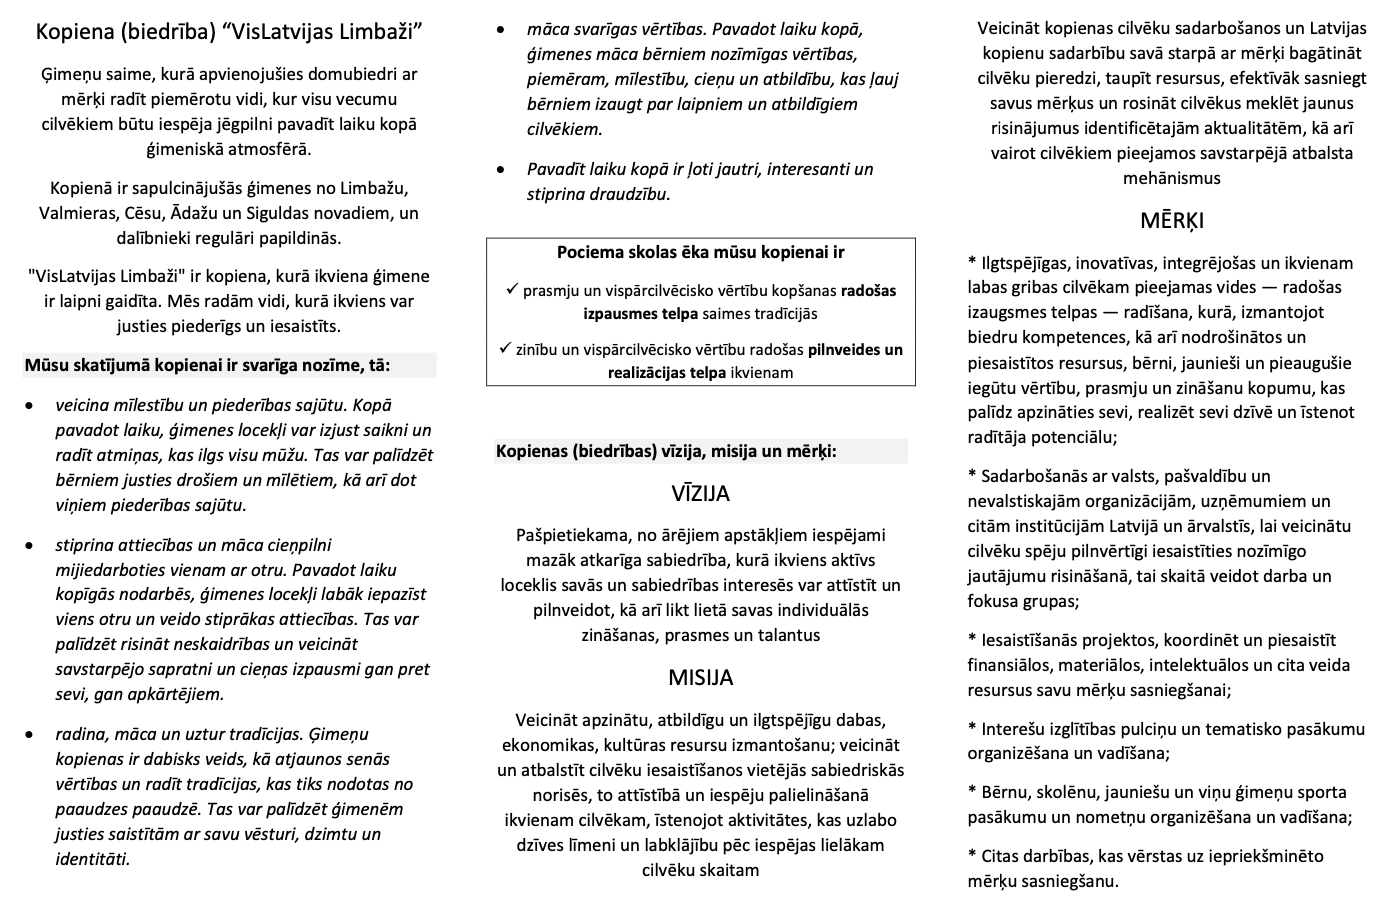 Kopiena (biedrība) “VisLatvijas Limbaži”
Ģimeņu saime, kurā apvienojušies domubiedri ar
mērķi radīt piemērotu vidi, kur visu vecumu
cilvēkiem būtu iespēja jēgpilni pavadīt laiku kopā
ģimeniskā atmosfērā.
Kopienā ir sapulcinājušās ģimenes no Limbažu,
Valmieras, Cēsu, Ādažu un Siguldas novadiem, un
dalībnieki regulāri papildinās.
"VisLatvijas Limbaži" ir kopiena, kurā ikviena ģimene
ir laipni gaidīta. Mēs radām vidi, kurā ikviens var
justies piederīgs un iesaistīts.
Mūsu skatījumā kopienai ir svarīga nozīme, tā:
• veicina mīlestību un piederības sajūtu. Kopā
pavadot laiku, ģimenes locekļi var izjust saikni un
radīt atmiņas, kas ilgs visu mūžu. Tas var palīdzēt
bērniem justies drošiem un mīlētiem, kā arī dot
viņiem piederības sajūtu.
• stiprina attiecības un māca cieņpilni
mijiedarboties vienam ar otru. Pavadot laiku
kopīgās nodarbēs, ģimenes locekļi labāk iepazīst
viens otru un veido stiprākas attiecības. Tas var
palīdzēt risināt neskaidrības un veicināt
savstarpējo sapratni un cieņas izpausmi gan pret
sevi, gan apkārtējiem.
• radina, māca un uztur tradīcijas. Ģimeņu
kopienas ir dabisks veids, kā atjaunos senās
vērtības un radīt tradīcijas, kas tiks nodotas no
paaudzes paaudzē. Tas var palīdzēt ģimenēm
justies saistītām ar savu vēsturi, dzimtu un
identitāti.
• māca svarīgas vērtības. Pavadot laiku kopā,
ģimenes māca bērniem nozīmīgas vērtības,
piemēram, mīlestību, cieņu un atbildību, kas ļauj
bērniem izaugt par laipniem un atbildīgiem
cilvēkiem.
• Pavadīt laiku kopā ir ļoti jautri, interesanti un
stiprina draudzību.
Pociema skolas ēka mūsu kopienai ir
✓ prasmju un vispārcilvēcisko vērtību kopšanas radošas
izpausmes telpa saimes tradīcijās
✓ zinību un vispārcilvēcisko vērtību radošas pilnveides un
realizācijas telpa ikvienam
Kopienas (biedrības) vīzija, misija un mērķi:
VĪZIJA
Pašpietiekama, no ārējiem apstākļiem iespējami
mazāk atkarīga sabiedrība, kurā ikviens aktīvs
loceklis savās un sabiedrības interesēs var attīstīt un
pilnveidot, kā arī likt lietā savas individuālās
zināšanas, prasmes un talantus
MISIJA
Veicināt apzinātu, atbildīgu un ilgtspējīgu dabas,
ekonomikas, kultūras resursu izmantošanu; veicināt
un atbalstīt cilvēku iesaistīšanos vietējās sabiedriskās
norisēs, to attīstībā un iespēju palielināšanā
ikvienam cilvēkam, īstenojot aktivitātes, kas uzlabo
dzīves līmeni un labklājību pēc iespējas lielākam
cilvēku skaitam
Veicināt kopienas cilvēku sadarbošanos un Latvijas
kopienu sadarbību savā starpā ar mērķi bagātināt
cilvēku pieredzi, taupīt resursus, efektīvāk sasniegt
savus mērķus un rosināt cilvēkus meklēt jaunus
risinājumus identificētajām aktualitātēm, kā arī
vairot cilvēkiem pieejamos savstarpējā atbalsta
mehānismus
MĒRĶI
* Ilgtspējīgas, inovatīvas, integrējošas un ikvienam
labas gribas cilvēkam pieejamas vides — radošas
izaugsmes telpas — radīšana, kurā, izmantojot
biedru kompetences, kā arī nodrošinātos un
piesaistītos resursus, bērni, jaunieši un pieaugušie
iegūtu vērtību, prasmju un zināšanu kopumu, kas
palīdz apzināties sevi, realizēt sevi dzīvē un īstenot
radītāja potenciālu;
* Sadarbošanās ar valsts, pašvaldību un
nevalstiskajām organizācijām, uzņēmumiem un
citām institūcijām Latvijā un ārvalstīs, lai veicinātu
cilvēku spēju pilnvērtīgi iesaistīties nozīmīgo
jautājumu risināšanā, tai skaitā veidot darba un
fokusa grupas;
* Iesaistīšanās projektos, koordinēt un piesaistīt
finansiālos, materiālos, intelektuālos un cita veida
resursus savu mērķu sasniegšanai;
* Interešu izglītības pulciņu un tematisko pasākumu
organizēšana un vadīšana;
* Bērnu, skolēnu, jauniešu un viņu ģimeņu sporta
pasākumu un nometņu organizēšana un vadīšana;
* Citas darbības, kas vērstas uz iepriekšminēto
mērķu sasniegšanu.